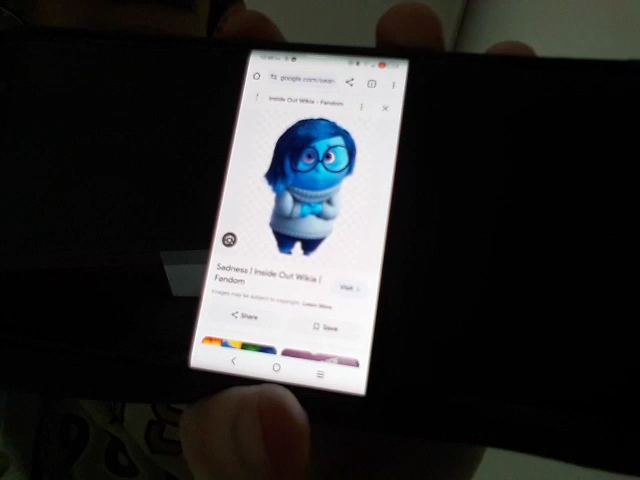 google.com/sear
Inside Out Wikia - Fandom
Sadness | Inside Out Wikia |
Fandom
Visit
Images may be subject to copyright. Learn More
Share
Save